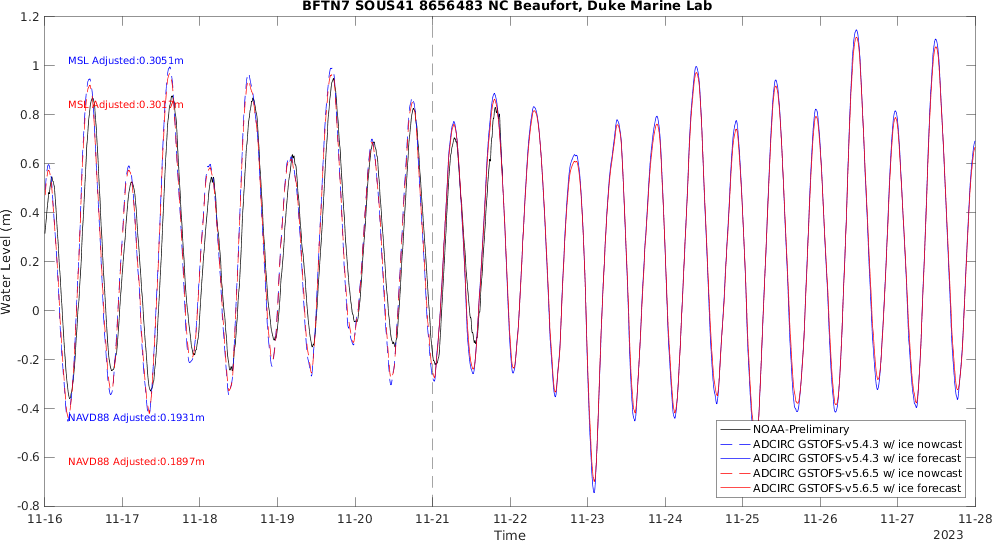 BFTN7 SOUS41 8656483 NC Beaufort, Duke Marine Lab
1.2
1
0.8
0.6
0.4
0.2
0
-0.2
-0.4
-0.6
-0.8
Water Level (m)
MSL Adjusted:0.3051m
MSL Adjusted:0.3017m
NAVD88 Adjusted:0.1931m
NAVD88 Adjusted:0.1897m
NOAA-Preliminary
ADCIRC GSTOFS-v5.4.3 w/ ice nowcast
ADCIRC GSTOFS-v5.4.3 w/ ice forecast
ADCIRC GSTOFS-v5.6.5 w/ ice nowcast
ADCIRC GSTOFS-v5.6.5 w/ ice forecast
11-16 11-17 11-18 11-19 11-20 11-21 11-22 11-23 11-24 11-25 11-26 11-27 11-28
Time
2023